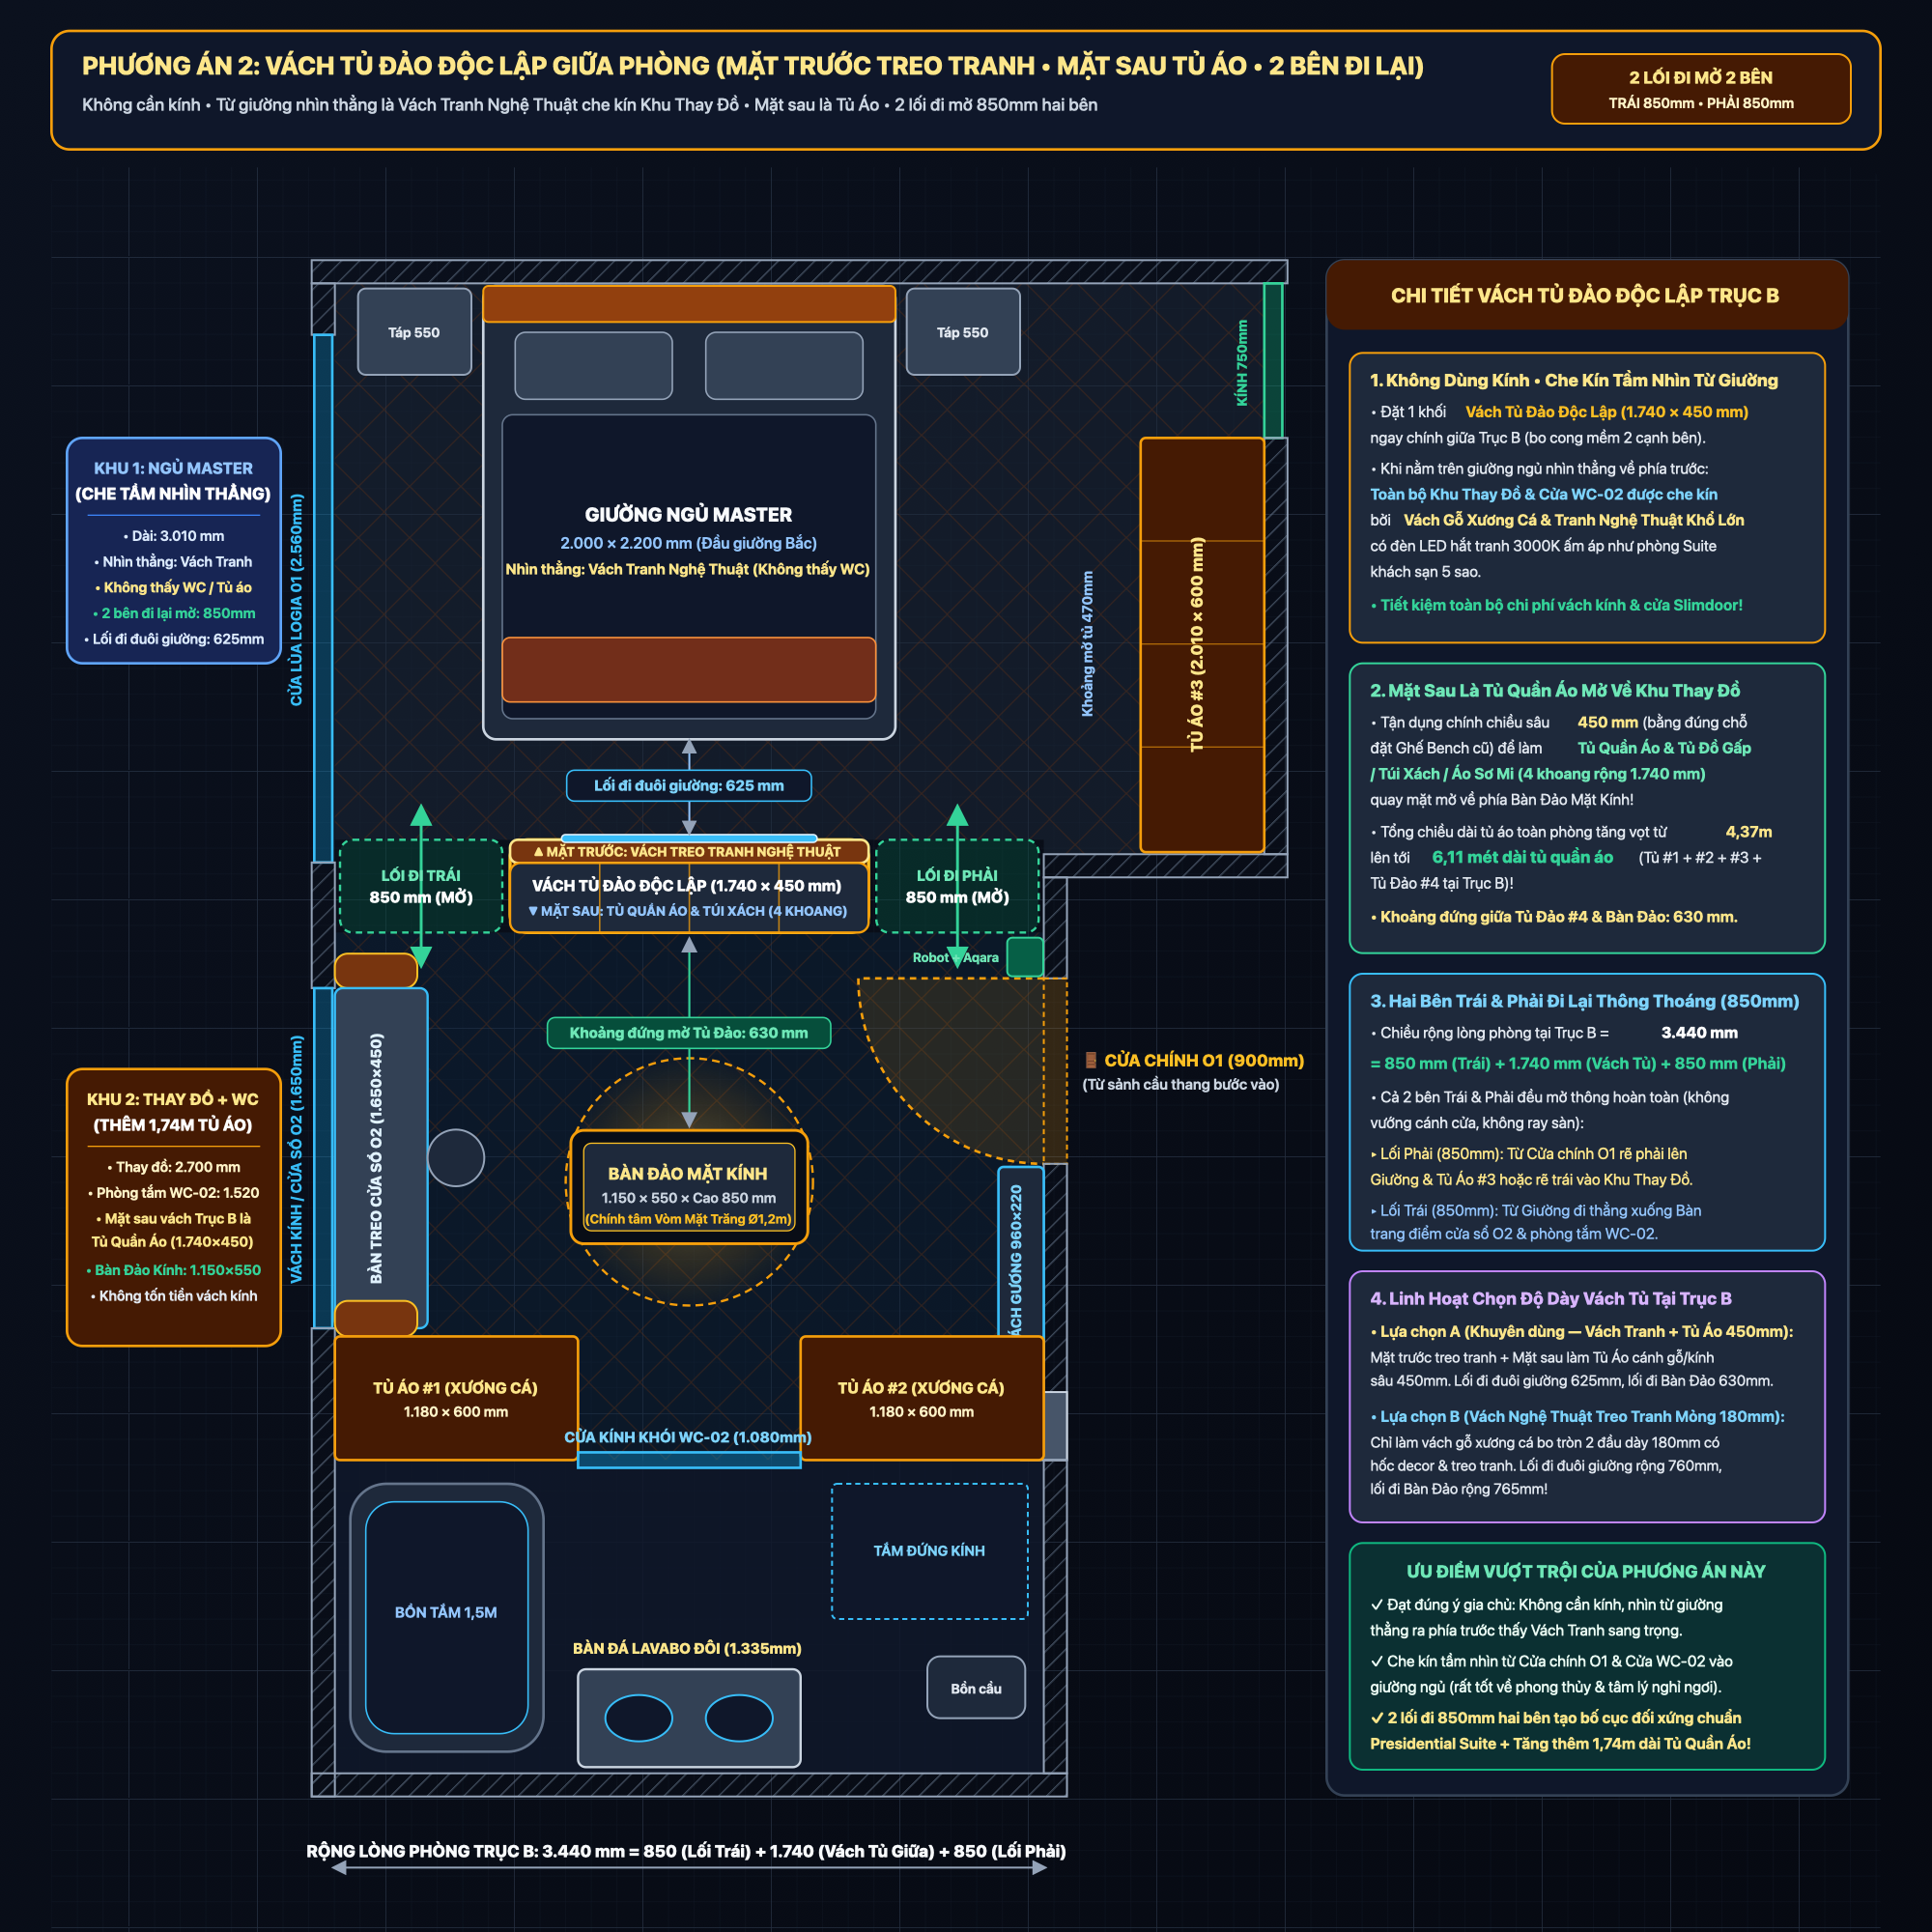 PHƯƠNG ÁN 2: VÁCH TỦ ĐẢO ĐỘC LẬP GIỮA PHÒNG (MẶT TRƯỚC TREO TRANH • MẶT SAU TỦ ÁO • 2 BÊN ĐI LẠI)
Không cần kính • Từ giường nhìn thẳng là Vách Tranh Nghệ Thuật che kín Khu Thay Đồ • Mặt sau là Tủ Áo • 2 lối đi mở 850mm hai bên
2 LỐI ĐI MỞ 2 BÊN
TRÁI 850mm • PHẢI 850mm
KHU 1: NGỦ MASTER
(CHE TẦM NHÌN THẲNG)
• Dài: 3.010 mm
• Nhìn thẳng: Vách Tranh
• Không thấy WC / Tủ áo
• 2 bên đi lại mở: 850mm
• Lối đi đuôi giường: 625mm
KHU 2: THAY ĐỒ + WC
(THÊM 1,74M TỦ ÁO)
• Thay đồ: 2.700 mm
• Phòng tắm WC-02: 1.520
• Mặt sau vách Trục B là
Tủ Quần Áo (1.740×450)
• Bàn Đảo Kính: 1.150×550
• Không tốn tiền vách kính
CỬA LÙA LOGIA 01 (2.560mm)
VÁCH KÍNH / CỬA SỔ O2 (1.650mm)
Táp 550
Táp 550
KÍNH 750mm
GIƯỜNG NGỦ MASTER
2.000 × 2.200 mm (Đầu giường Bắc)
Nhìn thẳng: Vách Tranh Nghệ Thuật (Không thấy WC)
Khoảng mở tủ 470mm
TỦ ÁO #3 (2.010 × 600 mm)
Lối đi đuôi giường: 625 mm
LỐI ĐI TRÁI
850 mm (MỞ)
▲ MẶT TRƯỚC: VÁCH TREO TRANH NGHỆ THUẬT
VÁCH TỦ ĐẢO ĐỘC LẬP (1.740 × 450 mm)
▼ MẶT SAU: TỦ QUẦN ÁO & TÚI XÁCH (4 KHOANG)
LỐI ĐI PHẢI
850 mm (MỞ)
Robot + Aqara
Khoảng đứng mở Tủ Đảo: 630 mm
CỬA CHÍNH O1 (900mm)
(Từ sảnh cầu thang bước vào)
BÀN TREO CỬA SỔ O2 (1.650×450)
BÀN ĐẢO MẶT KÍNH
1.150 × 550 × Cao 850 mm
(Chính tâm Vòm Mặt Trăng Ø1,2m)
ÁCH GƯƠNG 960×220
TỦ ÁO #1 (XƯƠNG CÁ)
1.180 × 600 mm
TỦ ÁO #2 (XƯƠNG CÁ)
1.180 × 600 mm
CỬA KÍNH KHÓI WC-02 (1.080mm)
BỒN TẮM 1,5M
TẮM ĐỨNG KÍNH
BÀN ĐÁ LAVABO ĐÔI (1.335mm)
Bồn cầu
RỘNG LÒNG PHÒNG TRỤC B: 3.440 mm = 850 (Lối Trái) + 1.740 (Vách Tủ Giữa) + 850 (Lối Phải)
CHI TIẾT VÁCH TỦ ĐẢO ĐỘC LẬP TRỤC B
1. Không Dùng Kính • Che Kín Tầm Nhìn Từ Giường
• Đặt 1 khối Vách Tủ Đảo Độc Lập (1.740 × 450 mm)
ngay chính giữa Trục B (bo cong mềm 2 cạnh bên).
• Khi nằm trên giường ngủ nhìn thẳng về phía trước:
Toàn bộ Khu Thay Đồ & Cửa WC-02 được che kín
bởi Vách Gỗ Xương Cá & Tranh Nghệ Thuật Khổ Lớn
có đèn LED hắt tranh 3000K ấm áp như phòng Suite
khách sạn 5 sao.
• Tiết kiệm toàn bộ chi phí vách kính & cửa Slimdoor!
2. Mặt Sau Là Tủ Quần Áo Mở Về Khu Thay Đồ
• Tận dụng chính chiều sâu 450 mm (bằng đúng chỗ
đặt Ghế Bench cũ) để làm Tủ Quần Áo & Tủ Đồ Gấp
/ Túi Xách / Áo Sơ Mi (4 khoang rộng 1.740 mm)
quay mặt mở về phía Bàn Đảo Mặt Kính!
• Tổng chiều dài tủ áo toàn phòng tăng vọt từ 4,37m
lên tới 6,11 mét dài tủ quần áo (Tủ #1 + #2 + #3 +
Tủ Đảo #4 tại Trục B)!
• Khoảng đứng giữa Tủ Đảo #4 & Bàn Đảo: 630 mm.
3. Hai Bên Trái & Phải Đi Lại Thông Thoáng (850mm)
• Chiều rộng lòng phòng tại Trục B = 3.440 mm
= 850 mm (Trái) + 1.740 mm (Vách Tủ) + 850 mm (Phải)
• Cả 2 bên Trái & Phải đều mở thông hoàn toàn (không
vướng cánh cửa, không ray sàn):
▸ Lối Phải (850mm): Từ Cửa chính O1 rẽ phải lên
Giường & Tủ Áo #3 hoặc rẽ trái vào Khu Thay Đồ.
▸ Lối Trái (850mm): Từ Giường đi thẳng xuống Bàn
trang điểm cửa sổ O2 & phòng tắm WC-02.
4. Linh Hoạt Chọn Độ Dày Vách Tủ Tại Trục B
• Lựa chọn A (Khuyên dùng — Vách Tranh + Tủ Áo 450mm):
Mặt trước treo tranh + Mặt sau làm Tủ Áo cánh gỗ/kính
sâu 450mm. Lối đi đuôi giường 625mm, lối đi Bàn Đảo 630mm.
• Lựa chọn B (Vách Nghệ Thuật Treo Tranh Mỏng 180mm):
Chỉ làm vách gỗ xương cá bo tròn 2 đầu dày 180mm có
hốc decor & treo tranh. Lối đi đuôi giường rộng 760mm,
lối đi Bàn Đảo rộng 765mm!
ƯU ĐIỂM VƯỢT TRỘI CỦA PHƯƠNG ÁN NÀY
✓ Đạt đúng ý gia chủ: Không cần kính, nhìn từ giường
thẳng ra phía trước thấy Vách Tranh sang trọng.
✓ Che kín tầm nhìn từ Cửa chính O1 & Cửa WC-02 vào
giường ngủ (rất tốt về phong thủy & tâm lý nghỉ ngơi).
✓ 2 lối đi 850mm hai bên tạo bố cục đối xứng chuẩn
Presidential Suite + Tăng thêm 1,74m dài Tủ Quần Áo!